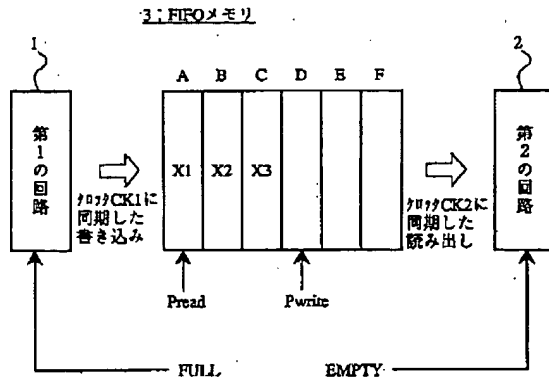 3;FIFOメモリ
1
2
A B C D E F
第1の回路
X1 X2 X3
第2の回路
クロックCK1に
同期した
書き込み
クロックCK2に
同期した
読み出し
Pread
Pwrite
FULL
EMPTY